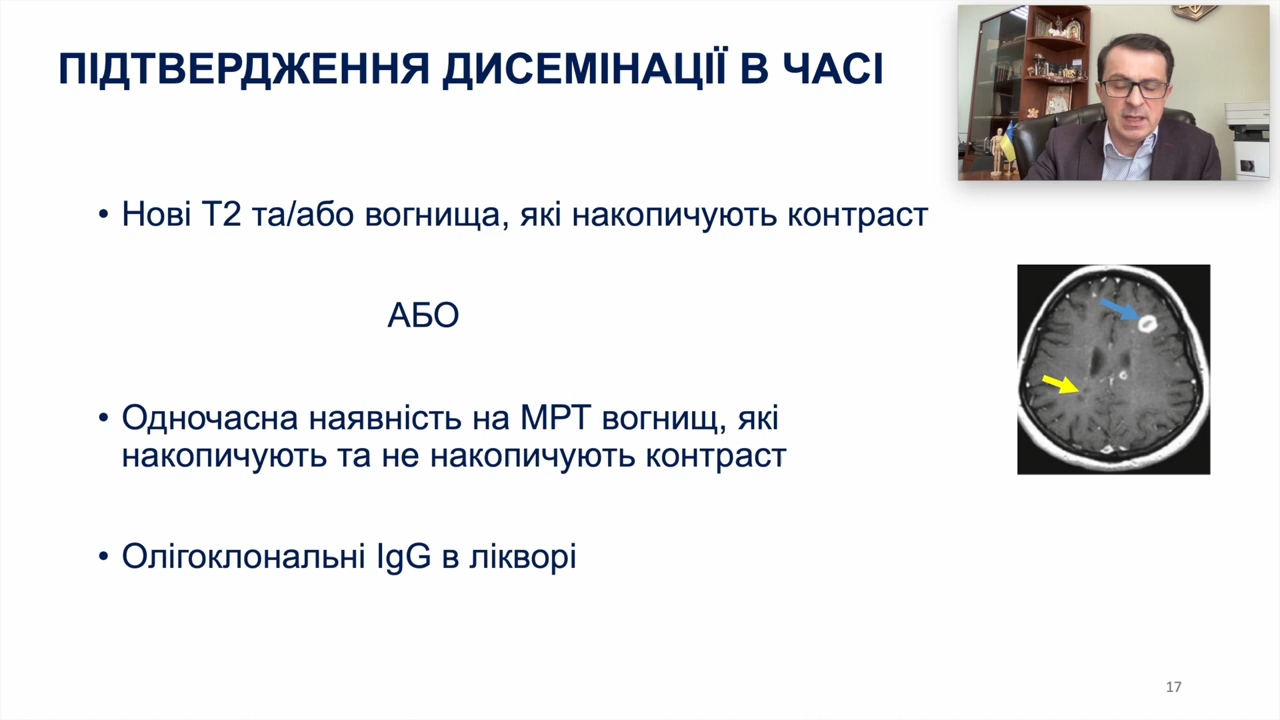 ПІДТВЕРДЖЕННЯ ДИСЕМІНАЦІЇ В ЧАСІ
• Нові Т2 та/або вогнища, які накопичують контраст
АБО
• Одночасна наявність на МРТ вогнищ, які
накопичують та не накопичують контраст
• Олігоклональні IgG в лікворі
17